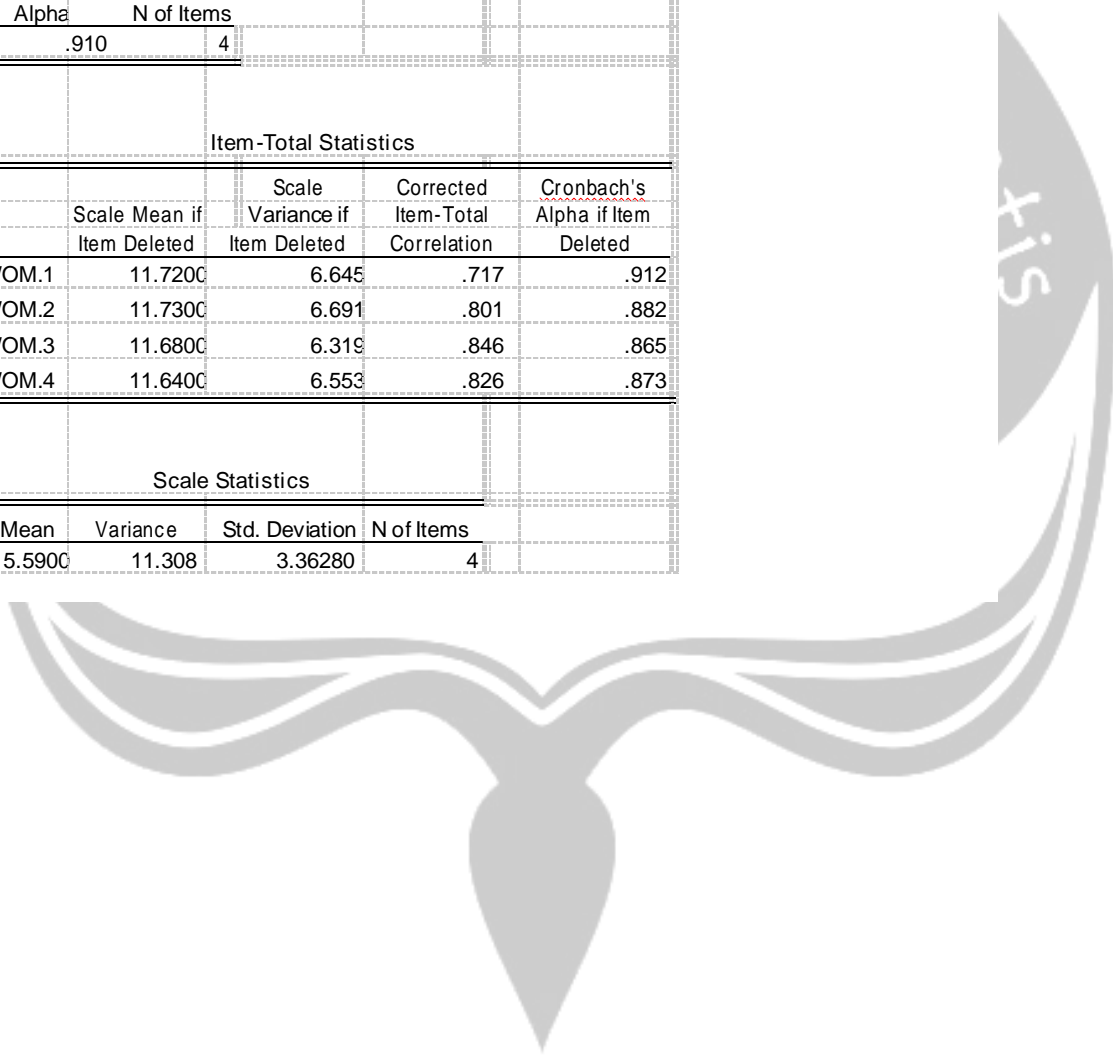 Alpha N of Items
.910 4
Item-Total Statistics
Scale Corrected Cronbach's
Scale Mean if Variance if Item-Total Alpha if Item
Item Deleted Item Deleted Correlation Deleted
OM.1 11.7200 6.645 .717 .912
OM.2 11.7300 6.691 .801 .882
OM.3 11.6800 6.319 .846 .865
OM.4 11.6400 6.553 .826 .873
Scale Statistics
Mean Variance Std. Deviation N of Items
5.5900 11.308 3.36280 4